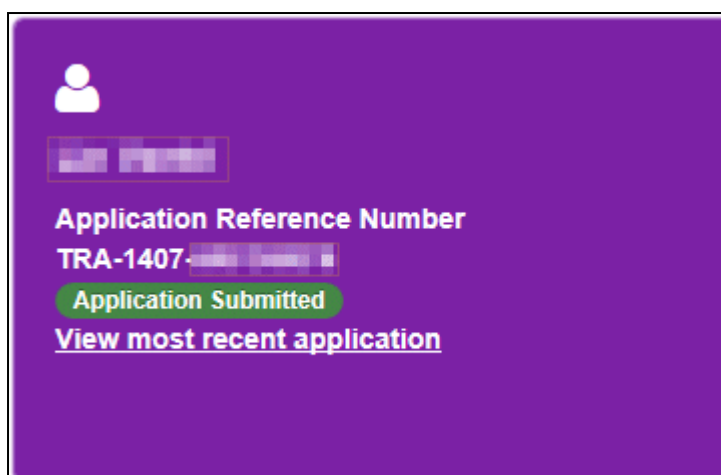 Application Reference Number
TRA-1407-
Application Submitted
View most recent application